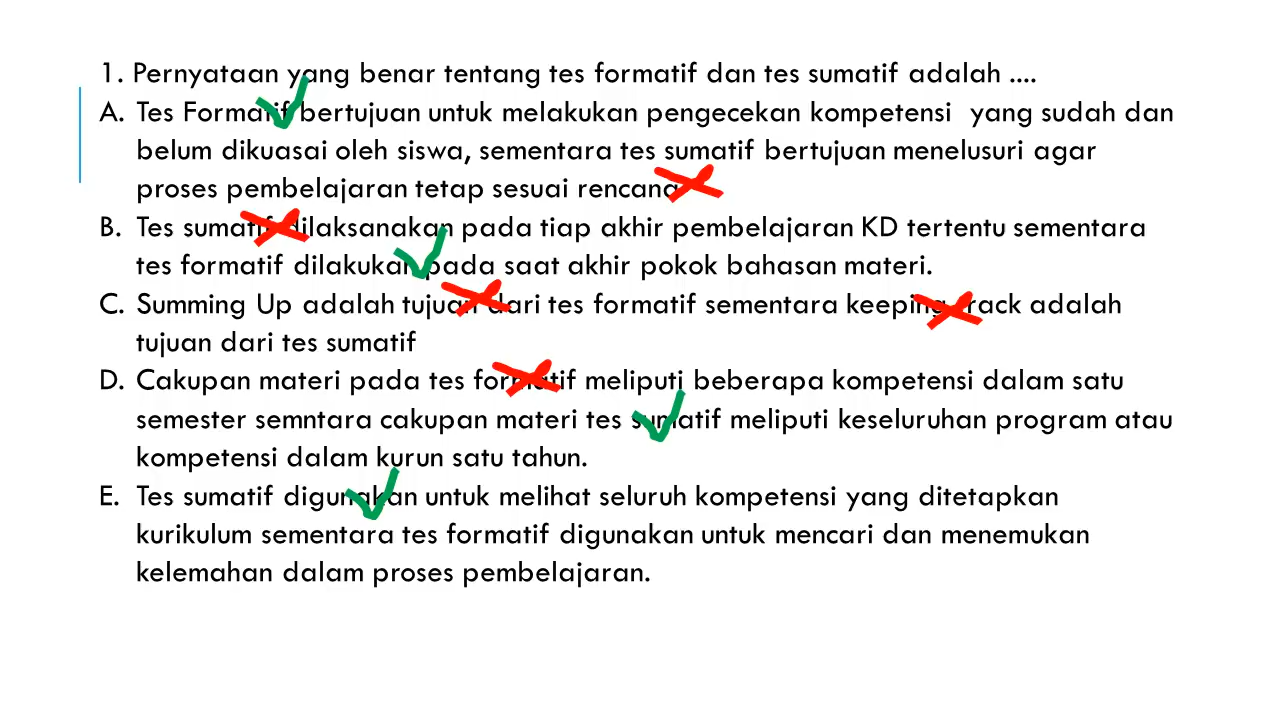 1. Pernyataan yang benar tentang tes formatif dan tes sumatif adalah ....
A. Tes Formatif bertujuan untuk melakukan pengecekan kompetensi yang sudah dan
belum dikuasai oleh siswa, sementara tes sumatif bertujuan menelusuri agar
proses pembelajaran tetap sesuai rencana
B. Tes sumatif dilaksanakan pada tiap akhir pembelajaran KD tertentu sementara
tes formatif dilakukan pada saat akhir pokok bahasan materi.
C. Summing Up adalah tujuan dari tes formatif sementara keeping track adalah
tujuan dari tes sumatif
D. Cakupan materi pada tes formatif meliputi beberapa kompetensi dalam satu
semester semntara cakupan materi tes sumatif meliputi keseluruhan program atau
kompetensi dalam kurun satu tahun.
E. Tes sumatif digunakan untuk melihat seluruh kompetensi yang ditetapkan
kurikulum sementara tes formatif digunakan untuk mencari dan menemukan
kelemahan dalam proses pembelajaran.